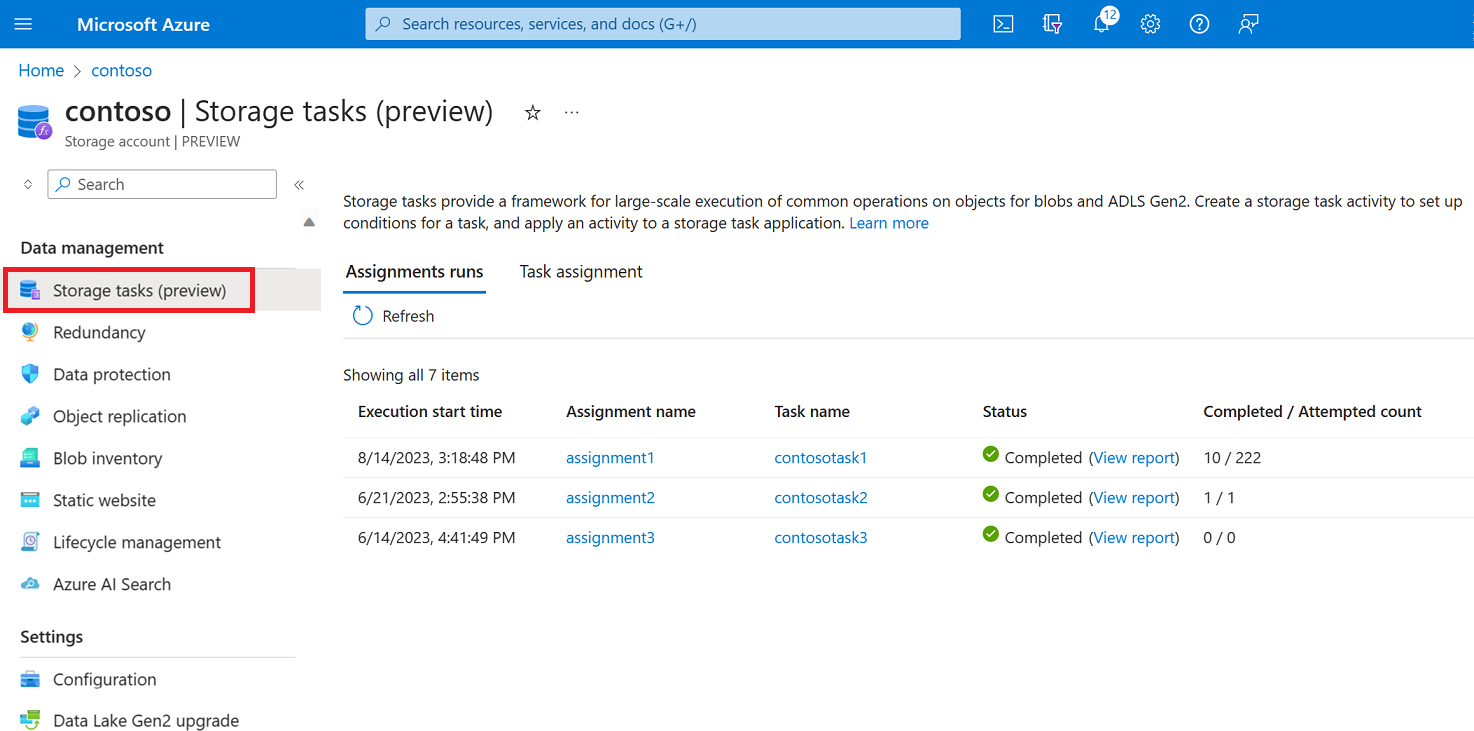 Microsoft Azure
Search resources, services, and docs (G+/)
12
Home > contoso
contoso | Storage tasks (preview)
Storage account | PREVIEW
Search
Data management
Storage tasks (preview)
Redundancy
Data protection
Object replication
Blob inventory
Static website
Lifecycle management
Azure AI Search
Settings
Configuration
Data Lake Gen2 upgrade
Storage tasks provide a framework for large-scale execution of common operations on objects for blobs and ADLS Gen2. Create a storage task activity to set up
conditions for a task, and apply an activity to a storage task application. Learn more
Assignments runs Task assignment
Refresh
Showing all 7 items
Execution start time Assignment name Task name Status Completed / Attempted count
8/14/2023, 3:18:48 PM assignment1 contosotask1 Completed (View report) 10 / 222
6/21/2023, 2:55:38 PM assignment2 contosotask2 Completed (View report) 1 / 1
6/14/2023, 4:41:49 PM assignment3 contosotask3 Completed (View report) 0 / 0